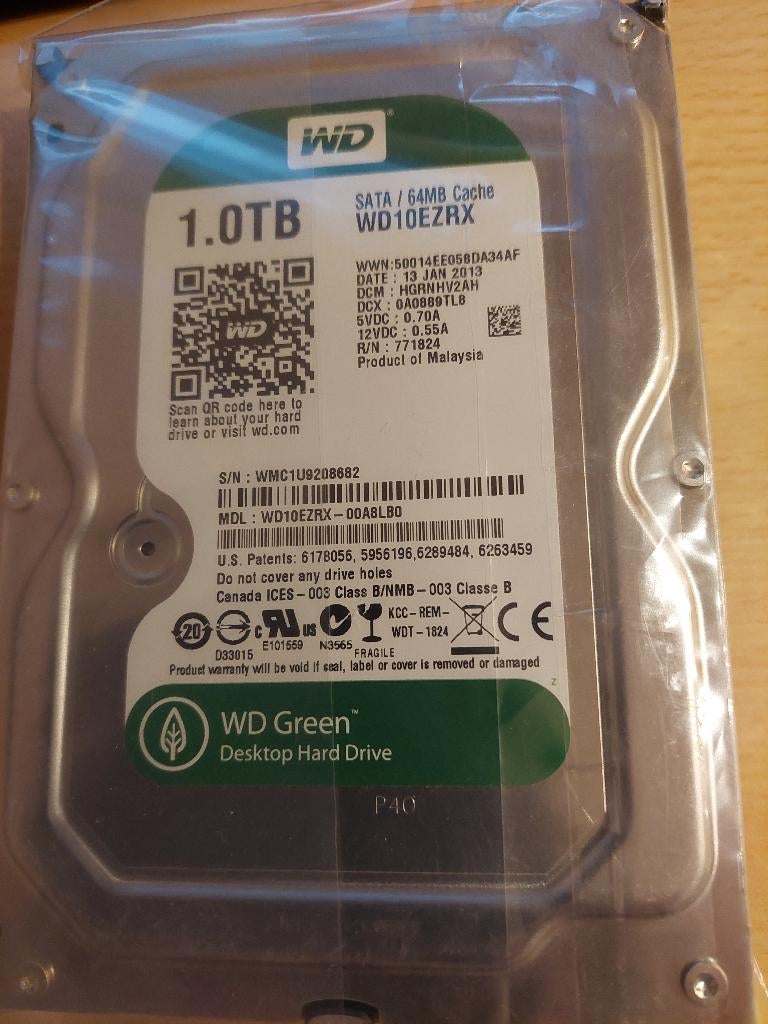 WD®
1.0TB
SATA / 64MB Cache
WD10EZRX
WWN:50014EE058DA34AF
DATE : 13 JAN 2013
DCM : HGRNHV2AH
DCX : 0A0889TL8
5VDC : 0.70A
12VDC : 0.55A
R/N : 771824
Product of Malaysia
WD
Scan QR code here to
learn about your hard
drive or visit wd.com
S/N : WMC1U9208682
MDL : WD10EZRX-00A8LB0
U.S. Patents: 6178056, 5956196,6289484, 6263459
Do not cover any drive holes
Canada ICES-003 Class B/NMB-003 Classe B
20 c RU us KCC-REM-WDT-1824 CE
D33015 E101559 N3565 FRAGILE
Product warranty will be void if seal, label or cover is removed or damaged
Z
WD Green™
Desktop Hard Drive
P40